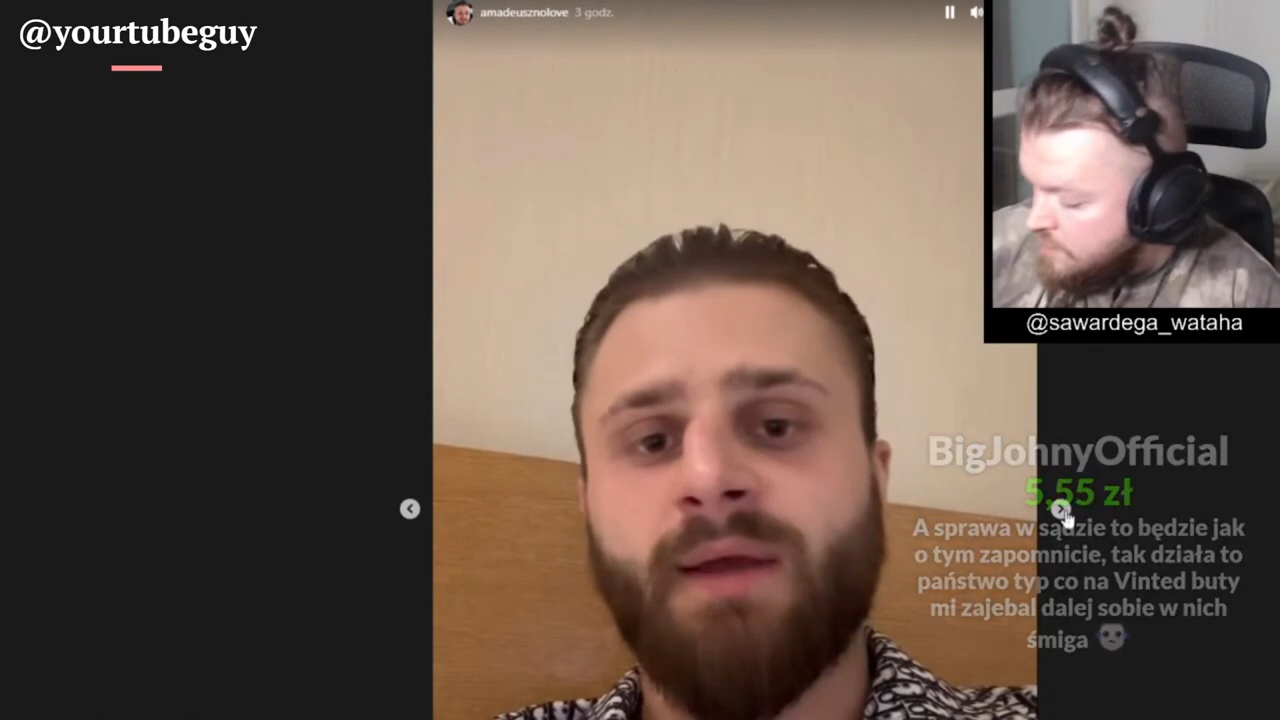 @yourtubeguy
amadeusznolove 3 godz.
@sawardega_wataha
BigJohnyOfficial
5,55 zł
A sprawa w sądzie to będzie jak
o tym zapomnicie, tak działa to
państwo typ co na Vinted buty
mi zajebal dalej sobie w nich
śmiga